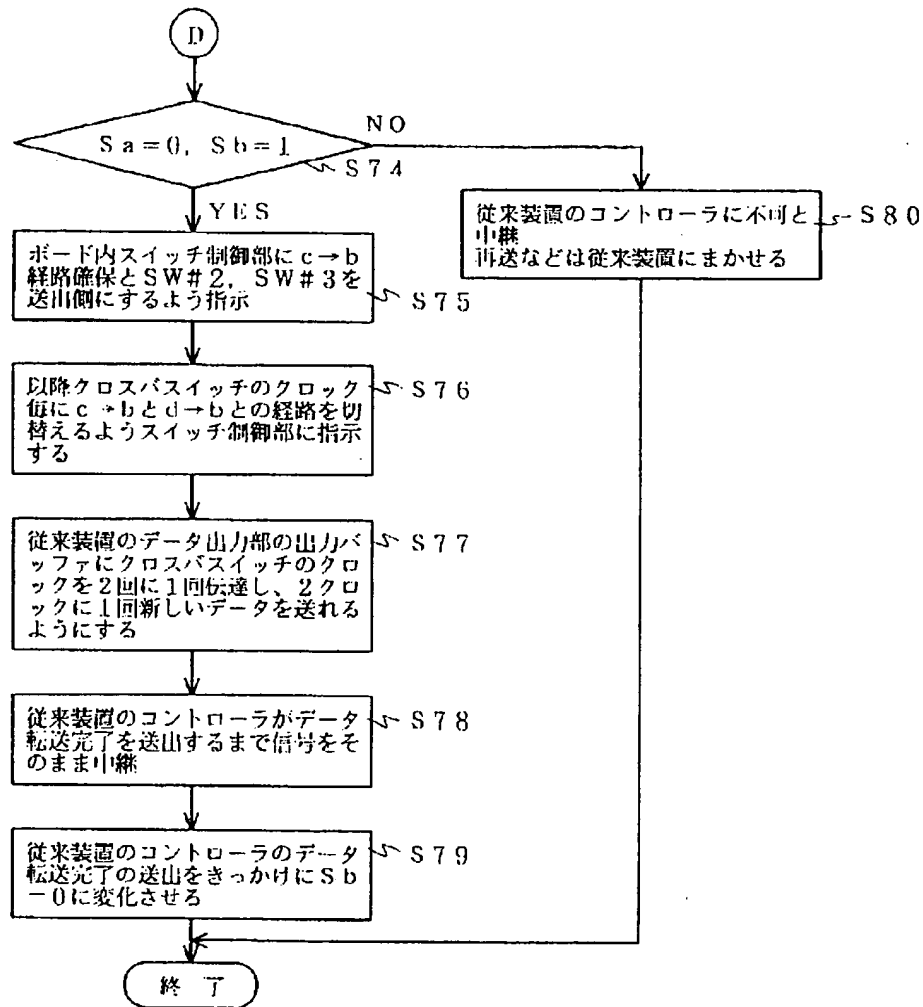 D
Sa=0, Sb=1
NO
S74
YES
従来装置のコントローラに不可と
中継
再送などは従来装置にまかせる
S80
ボード内スイッチ制御部にc→b
経路確保とSW#2, SW#3を
送出側にするよう指示
S75
以降クロスバスイッチのクロック
毎にc→bとd→bとの経路を切
替えるようスイッチ制御部に指示
する
S76
従来装置のデータ出力部の出力バ
ッファにクロスバスイッチのクロ
ックを2回に1回伝達し、2クロッ
クに1回新しいデータを送れる
ようにする
S77
従来装置のコントローラがデータ
転送完了を送出するまで信号をそ
のまま中継
S78
従来装置のコントローラのデータ
転送完了の送出をきっかけにSb
=0に変化させる
S79
終了